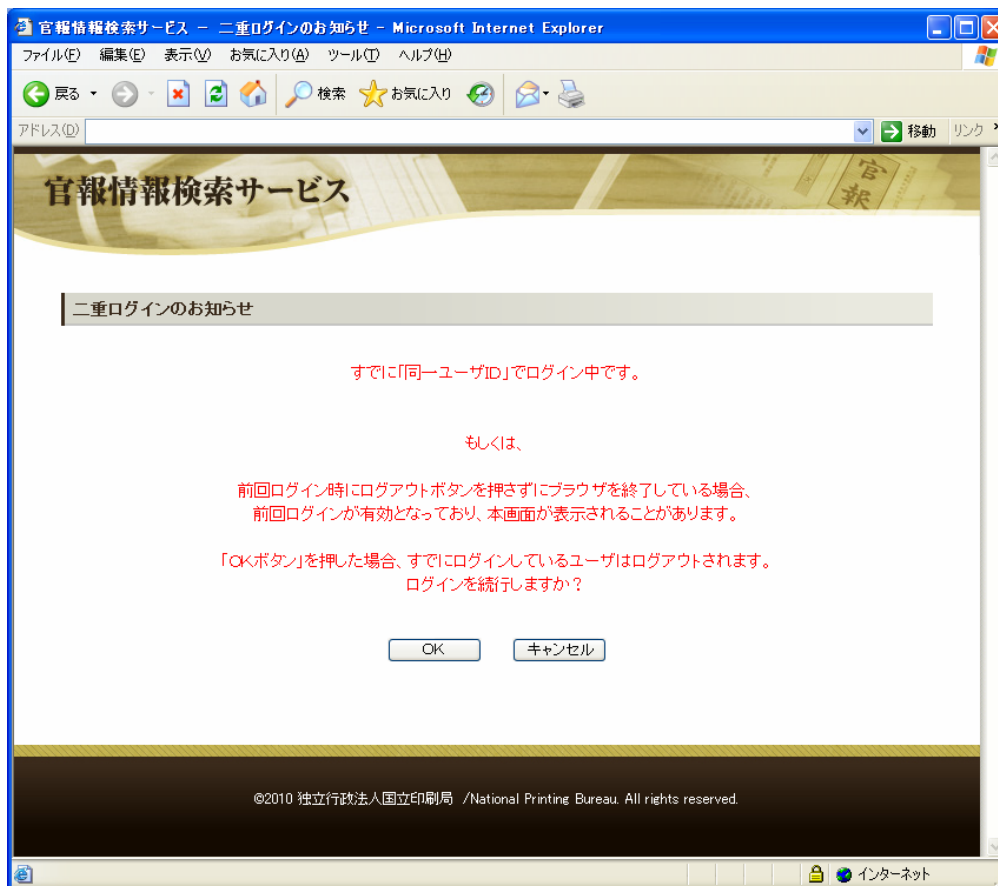 官報情報検索サービス － 二重ログインのお知らせ - Microsoft Internet Explorer
ファイル(F) 編集(E) 表示(V) お気に入り(A) ツール(T) ヘルプ(H)
戻る 検索 お気に入り
アドレス(D) 移動 リンク
官報情報検索サービス
官報
二重ログインのお知らせ
すでに「同一ユーザID」でログイン中です。
もしくは、
前回ログイン時にログアウトボタンを押さずにブラウザを終了している場合、
前回ログインが有効となっており、本画面が表示されることがあります。
「OKボタン」を押した場合、すでにログインしているユーザはログアウトされます。
ログインを続行しますか？
OK キャンセル
©2010 独立行政法人国立印刷局 /National Printing Bureau. All rights reserved.
インターネット